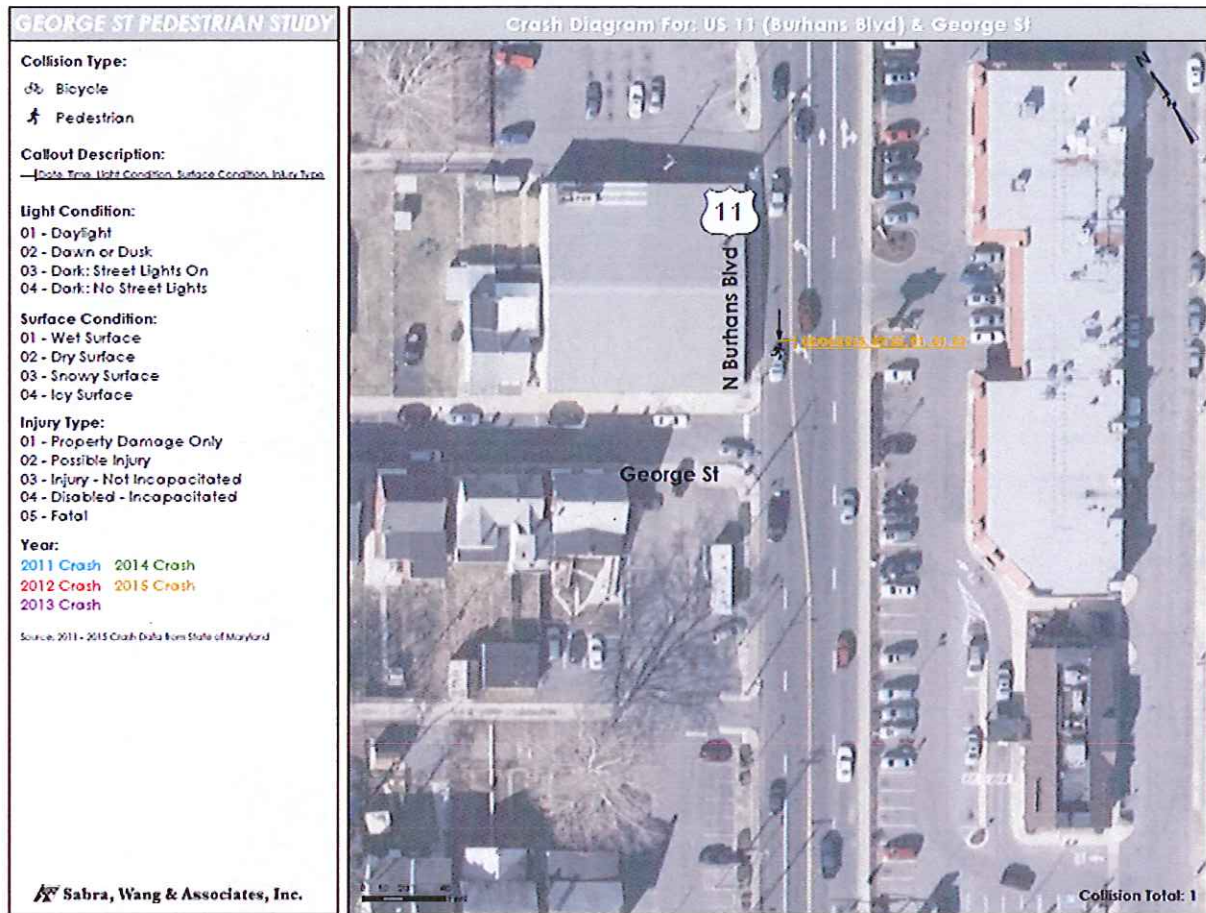 GEORGE ST PEDESTRIAN STUDY
Collision Type:
Bicycle
Pedestrian
Callout Description:
Date, Time, Light Condition, Surface Condition, Injury Type
Light Condition:
01 - Daylight
02 - Dawn or Dusk
03 - Dark: Street Lights On
04 - Dark: No Street Lights
Surface Condition:
01 - Wet Surface
02 - Dry Surface
03 - Snowy Surface
04 - Icy Surface
Injury Type:
01 - Property Damage Only
02 - Possible Injury
03 - Injury - Not Incapacitated
04 - Disabled - Incapacitated
05 - Fatal
Year:
2011 Crash 2014 Crash
2012 Crash 2015 Crash
2013 Crash
Source: 2011 - 2015 Crash Data from State of Maryland
Sabra, Wang & Associates, Inc.
Crash Diagram For: US 11 (Burhans Blvd) & George St
N
11
N Burhans Blvd
George St
0 10 20 40
Feet
Collision Total: 1